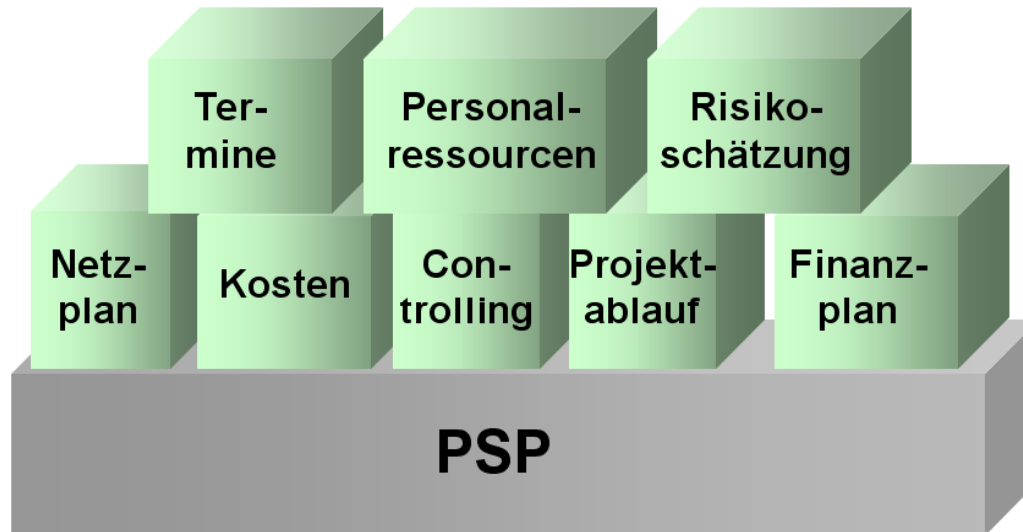 Ter-
mine
Personal-
ressourcen
Risiko-
schätzung
Netz-
plan
Kosten
Con-
trolling
Projekt-
ablauf
Finanz-
plan
PSP